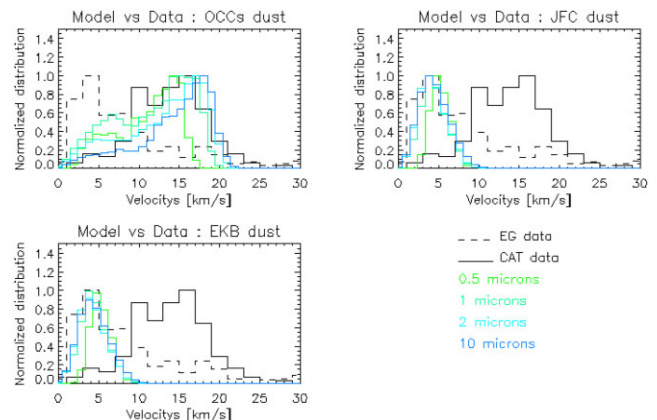 Model vs Data : OCCs dust
Normalized distribution
1.4
1.2
1.0
0.8
0.6
0.4
0.2
0.0
0 5 10 15 20 25 30
Velocitys [km/s]
Model vs Data : JFC dust
Normalized distribution
1.4
1.2
1.0
0.8
0.6
0.4
0.2
0.0
0 5 10 15 20 25 30
Velocitys [km/s]
Model vs Data : EKB dust
Normalized distribution
1.4
1.2
1.0
0.8
0.6
0.4
0.2
0.0
0 5 10 15 20 25 30
Velocitys [km/s]
EG data
CAT data
0.5 microns
1 microns
2 microns
10 microns